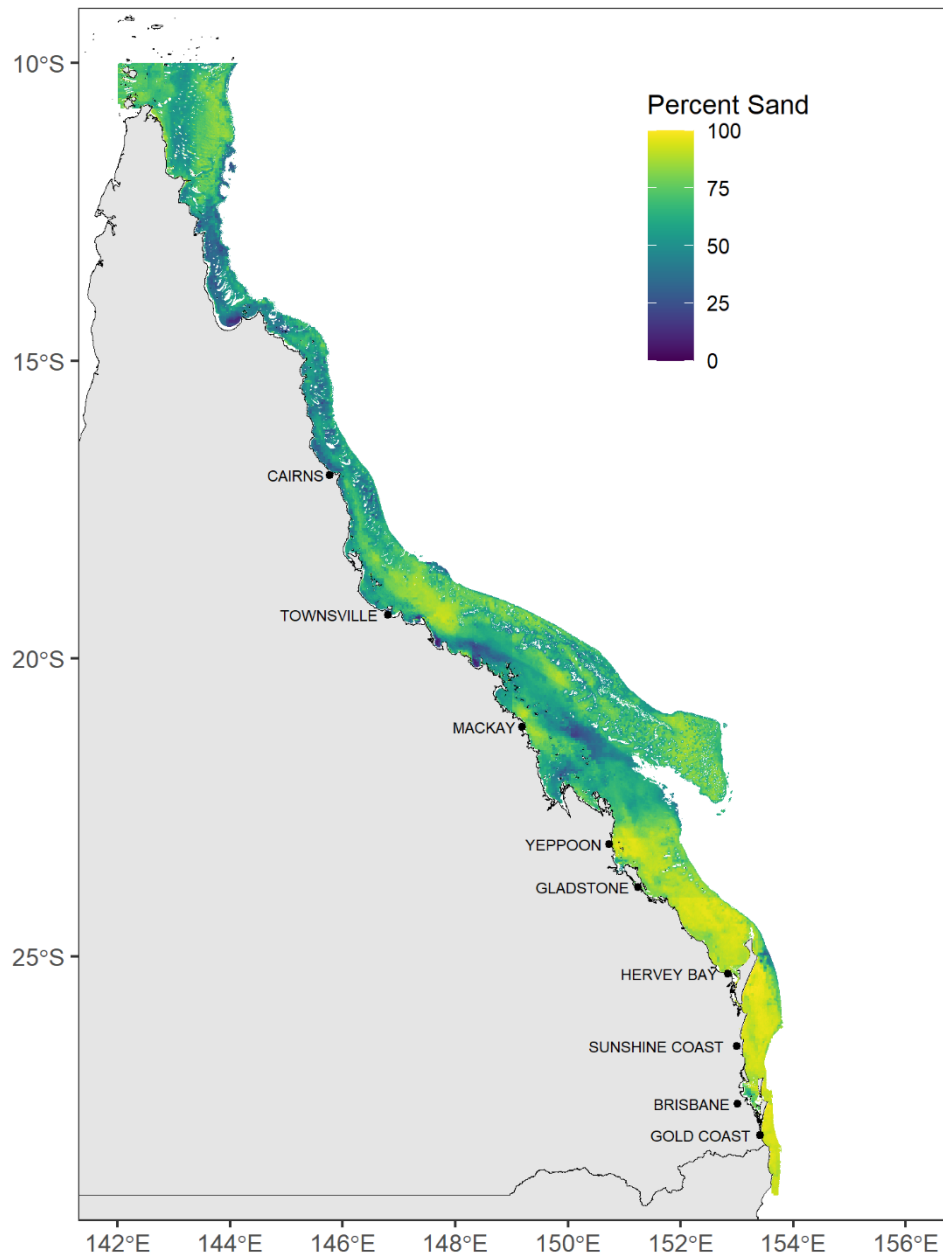 10°S
Percent Sand
100
75
50
25
0
15°S
CAIRNS
TOWNSVILLE
20°S
MACKAY
YEPPOON
GLADSTONE
25°S
HERVEY BAY
SUNSHINE COAST
BRISBANE
GOLD COAST
142°E 144°E 146°E 148°E 150°E 152°E 154°E 156°E